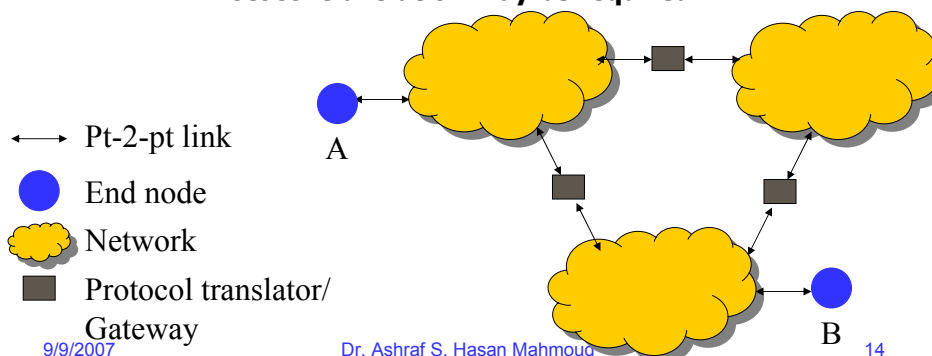 A
Pt-2-pt link
End node
Network
Protocol translator/
Gateway
B
9/9/2007
Dr. Ashraf S. Hasan Mahmoud
14